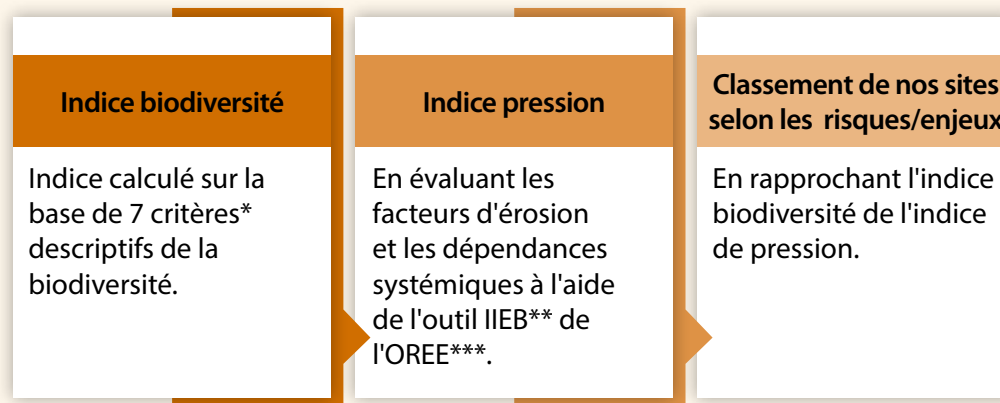 Indice biodiversité
Indice calculé sur la
base de 7 critères*
descriptifs de la
biodiversité.
Indice pression
En évaluant les
facteurs d'érosion
et les dépendances
systémiques à l'aide
de l'outil IIEB** de
l'OREE***.
Classement de nos sites
selon les risques/enjeux
En rapprochant l'indice
biodiversité de l'indice
de pression.